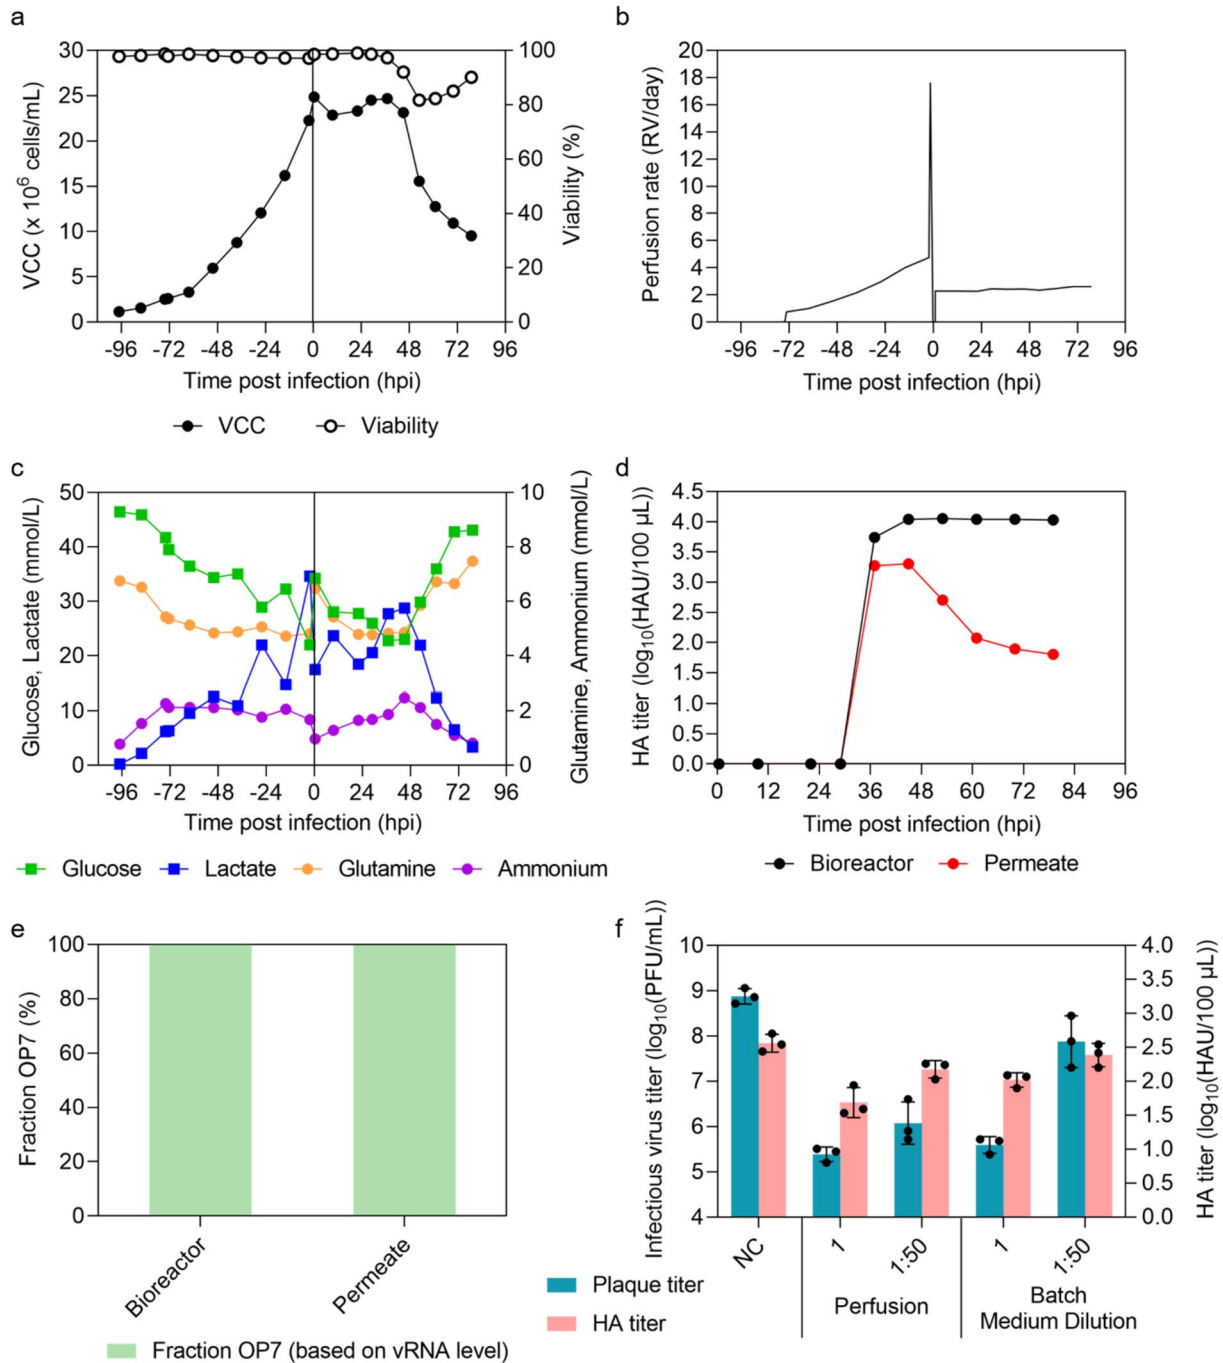 a
VCC (x 10⁶ cells/mL)
30
25
20
15
10
5
0
100
80
60
40
20
0
Viability (%)
-96 -72 -48 -24 0 24 48 72 96
Time post infection (hpi)
VCC Viability
b
Perfusion rate (RV/day)
20
18
16
14
12
10
8
6
4
2
0
-96 -72 -48 -24 0 24 48 72 96
Time post infection (hpi)
c
Glucose, Lactate (mmol/L)
50
40
30
20
10
0
10
8
6
4
2
0
Glutamine, Ammonium (mmol/L)
-96 -72 -48 -24 0 24 48 72 96
Time post infection (hpi)
Glucose Lactate Glutamine Ammonium
d
HA titer (log₁₀(HAU/100 µL))
4.5
4.0
3.5
3.0
2.5
2.0
1.5
1.0
0.5
0.0
0 12 24 36 48 60 72 84 96
Time post infection (hpi)
Bioreactor Permeate
e
Fraction OP7 (%)
100
80
60
40
20
0
Bioreactor Permeate
Fraction OP7 (based on vRNA level)
f
Infectious virus titer (log₁₀(PFU/mL))
10
9
8
7
6
5
4
4.0
3.5
3.0
2.5
2.0
1.5
1.0
0.5
0.0
HA titer (log₁₀(HAU/100 µL))
NC 1 1:50 1 1:50
Perfusion
Batch
Medium Dilution
Plaque titer
HA titer